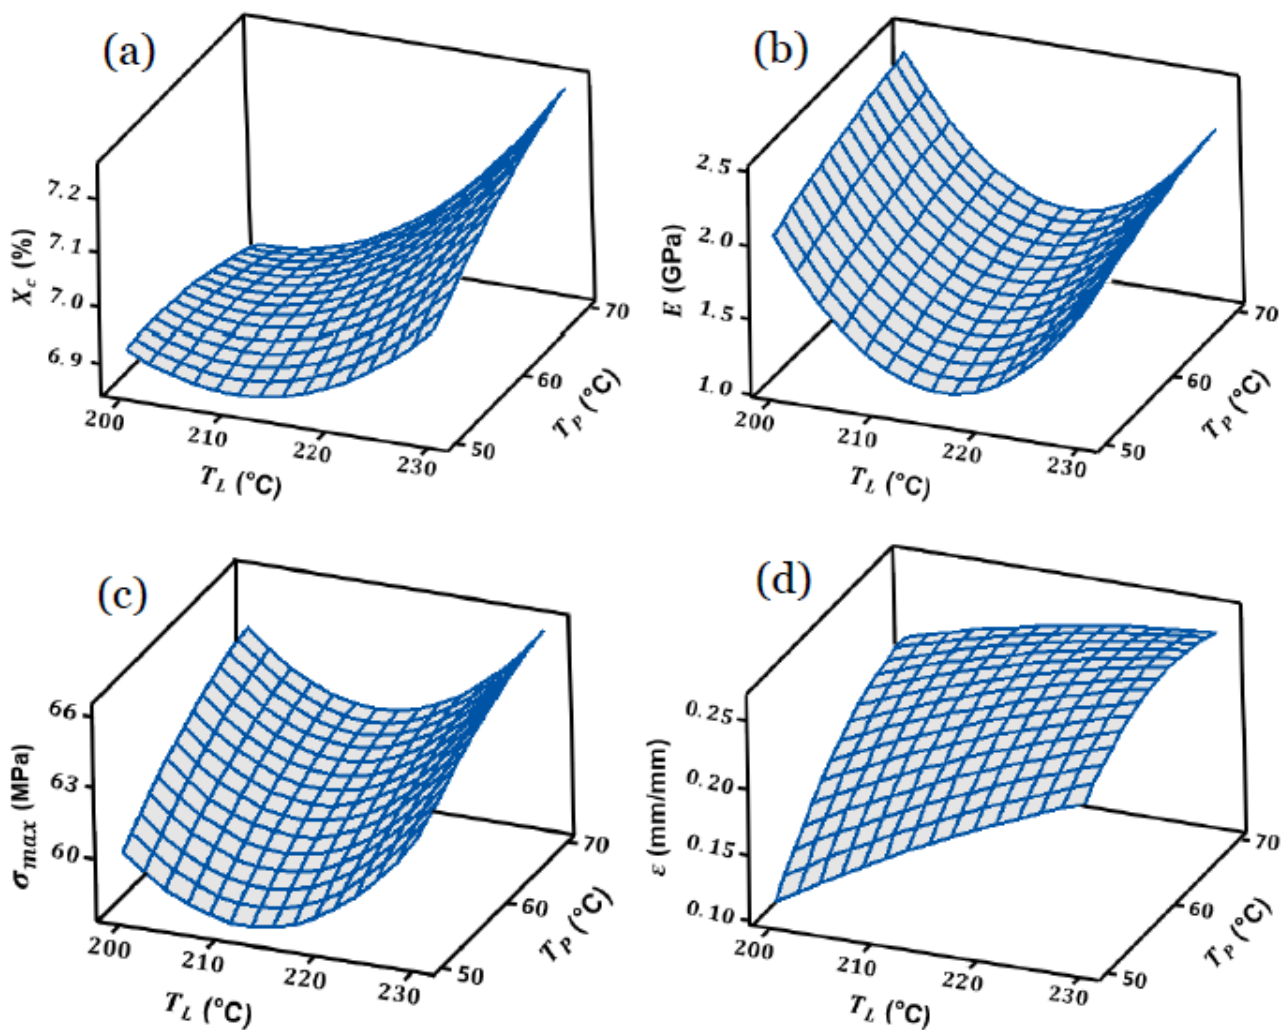 (a)
7.2
7.1
7.0
6.9
X_c (%)
200
210
220
230
T_L (°C)
50
60
70
T_P (°C)
(b)
2.5
2.0
1.5
1.0
E (GPa)
200
210
220
230
T_L (°C)
50
60
70
T_P (°C)
(c)
66
63
60
σ_max (MPa)
200
210
220
230
T_L (°C)
50
60
70
T_P (°C)
(d)
0.25
0.20
0.15
0.10
ε (mm/mm)
200
210
220
230
T_L (°C)
50
60
70
T_P (°C)